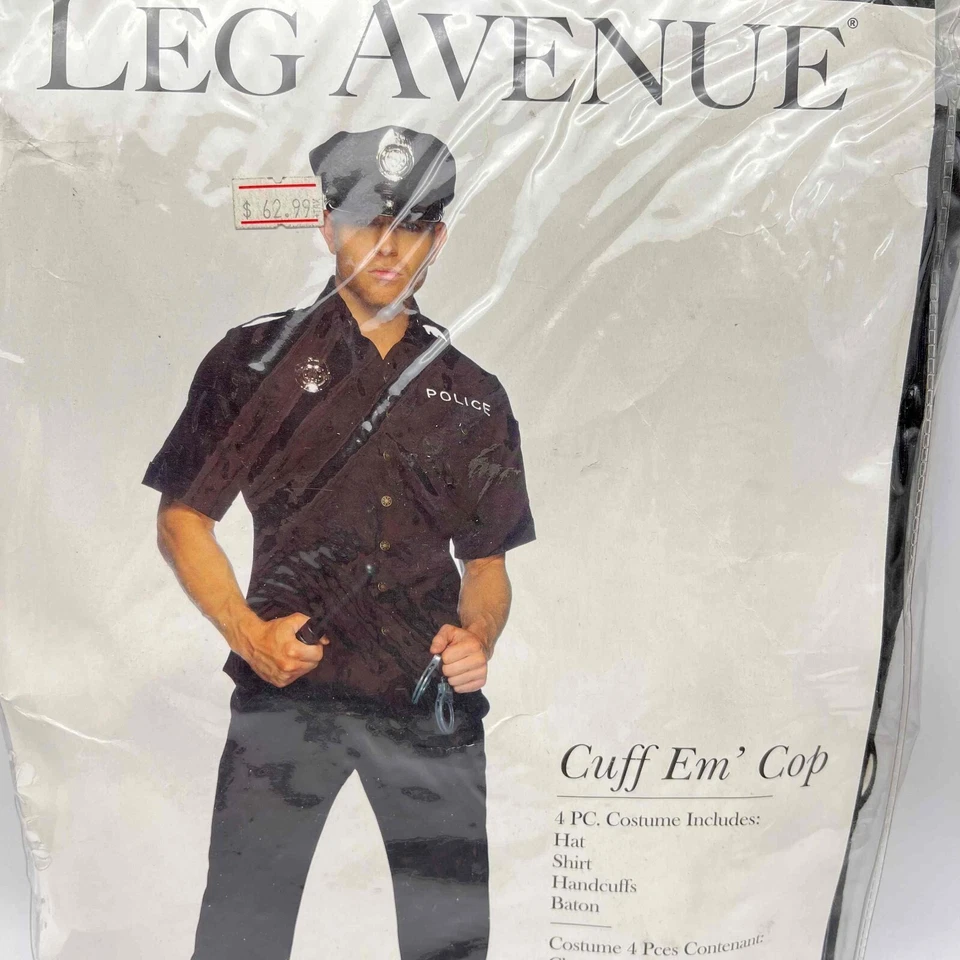 LEG AVENUE®
$ 62.99
POLICE
Cuff Em' Cop
4 PC. Costume Includes:
Hat
Shirt
Handcuffs
Baton
Costume 4 Pces Contenant: